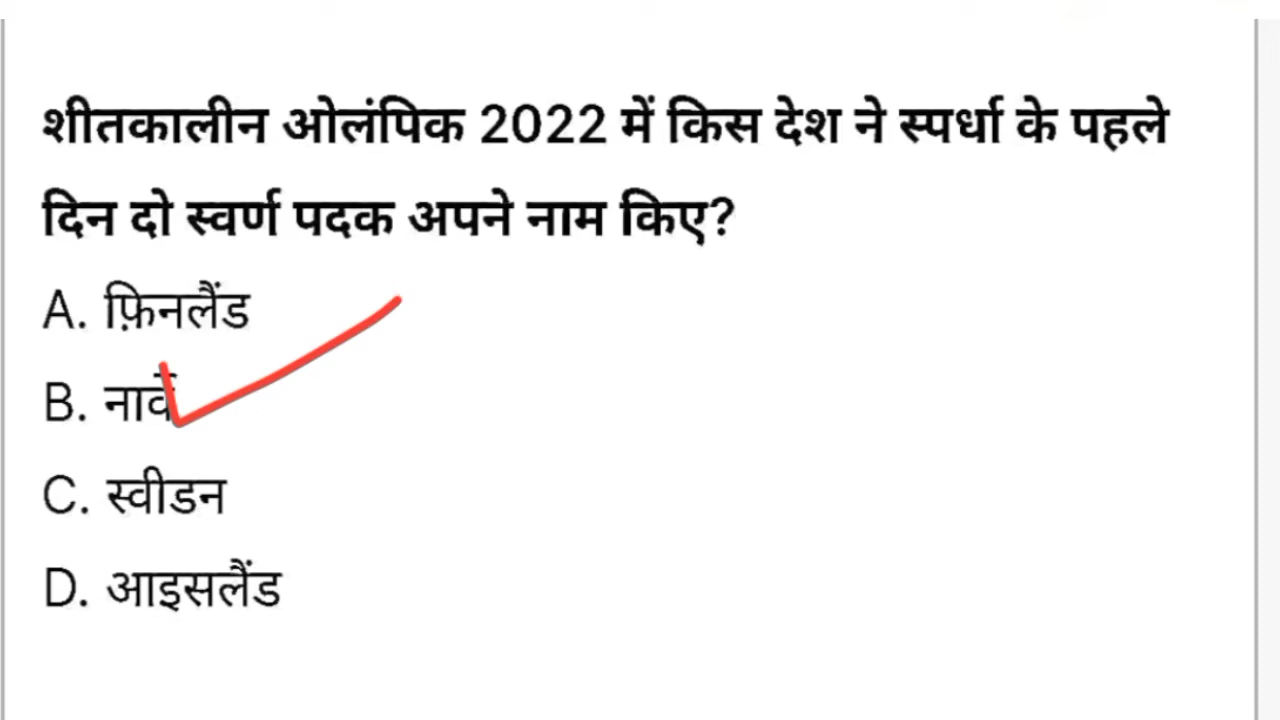 शीतकालीन ओलंपिक 2022 में किस देश ने स्पर्धा के पहले
दिन दो स्वर्ण पदक अपने नाम किए?
A. फ़िनलैंड
B. नार्वे
C. स्वीडन
D. आइसलैंड